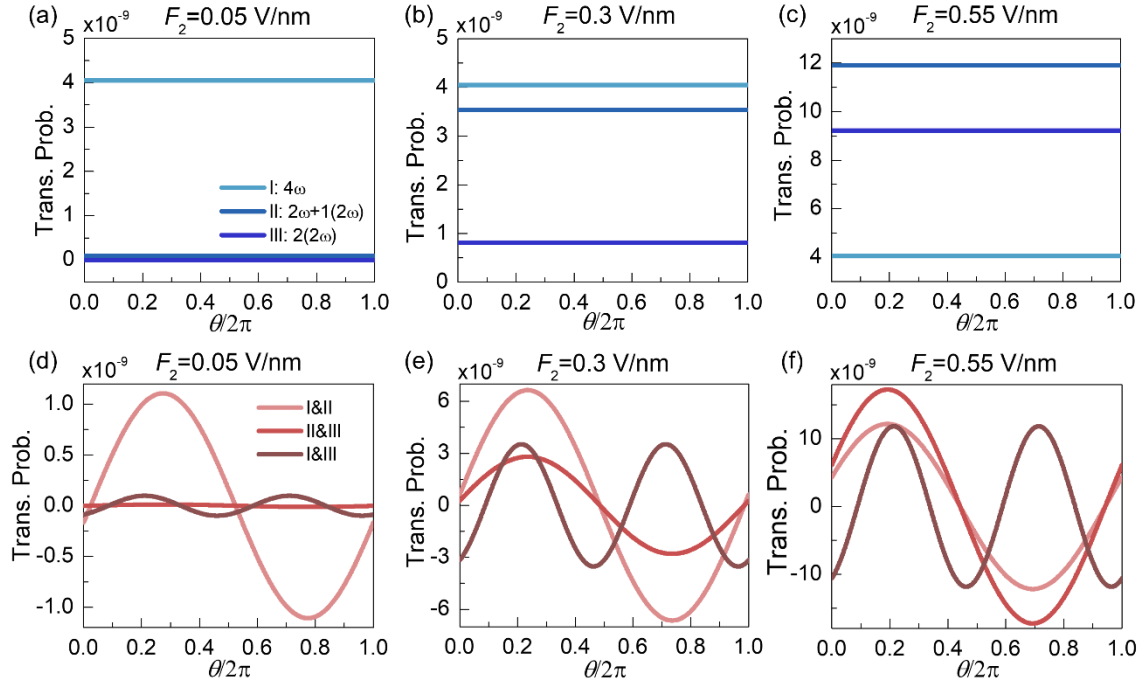 (a) F₂=0.05 V/nm
x10⁻⁹
Trans. Prob.
5
4
3
2
1
0
I: 4ω
II: 2ω+1(2ω)
III: 2(2ω)
0.0 0.2 0.4 0.6 0.8 1.0
θ/2π
(b) F₂=0.3 V/nm
x10⁻⁹
Trans. Prob.
5
4
3
2
1
0
0.0 0.2 0.4 0.6 0.8 1.0
θ/2π
(c) F₂=0.55 V/nm
x10⁻⁹
Trans. Prob.
12
10
8
6
4
0.0 0.2 0.4 0.6 0.8 1.0
θ/2π
(d) F₂=0.05 V/nm
x10⁻⁹
Trans. Prob.
1.0
0.5
0.0
-0.5
-1.0
I&II
II&III
I&III
0.0 0.2 0.4 0.6 0.8 1.0
θ/2π
(e) F₂=0.3 V/nm
x10⁻⁹
Trans. Prob.
6
3
0
-3
-6
0.0 0.2 0.4 0.6 0.8 1.0
θ/2π
(f) F₂=0.55 V/nm
x10⁻⁹
Trans. Prob.
10
0
-10
0.0 0.2 0.4 0.6 0.8 1.0
θ/2π